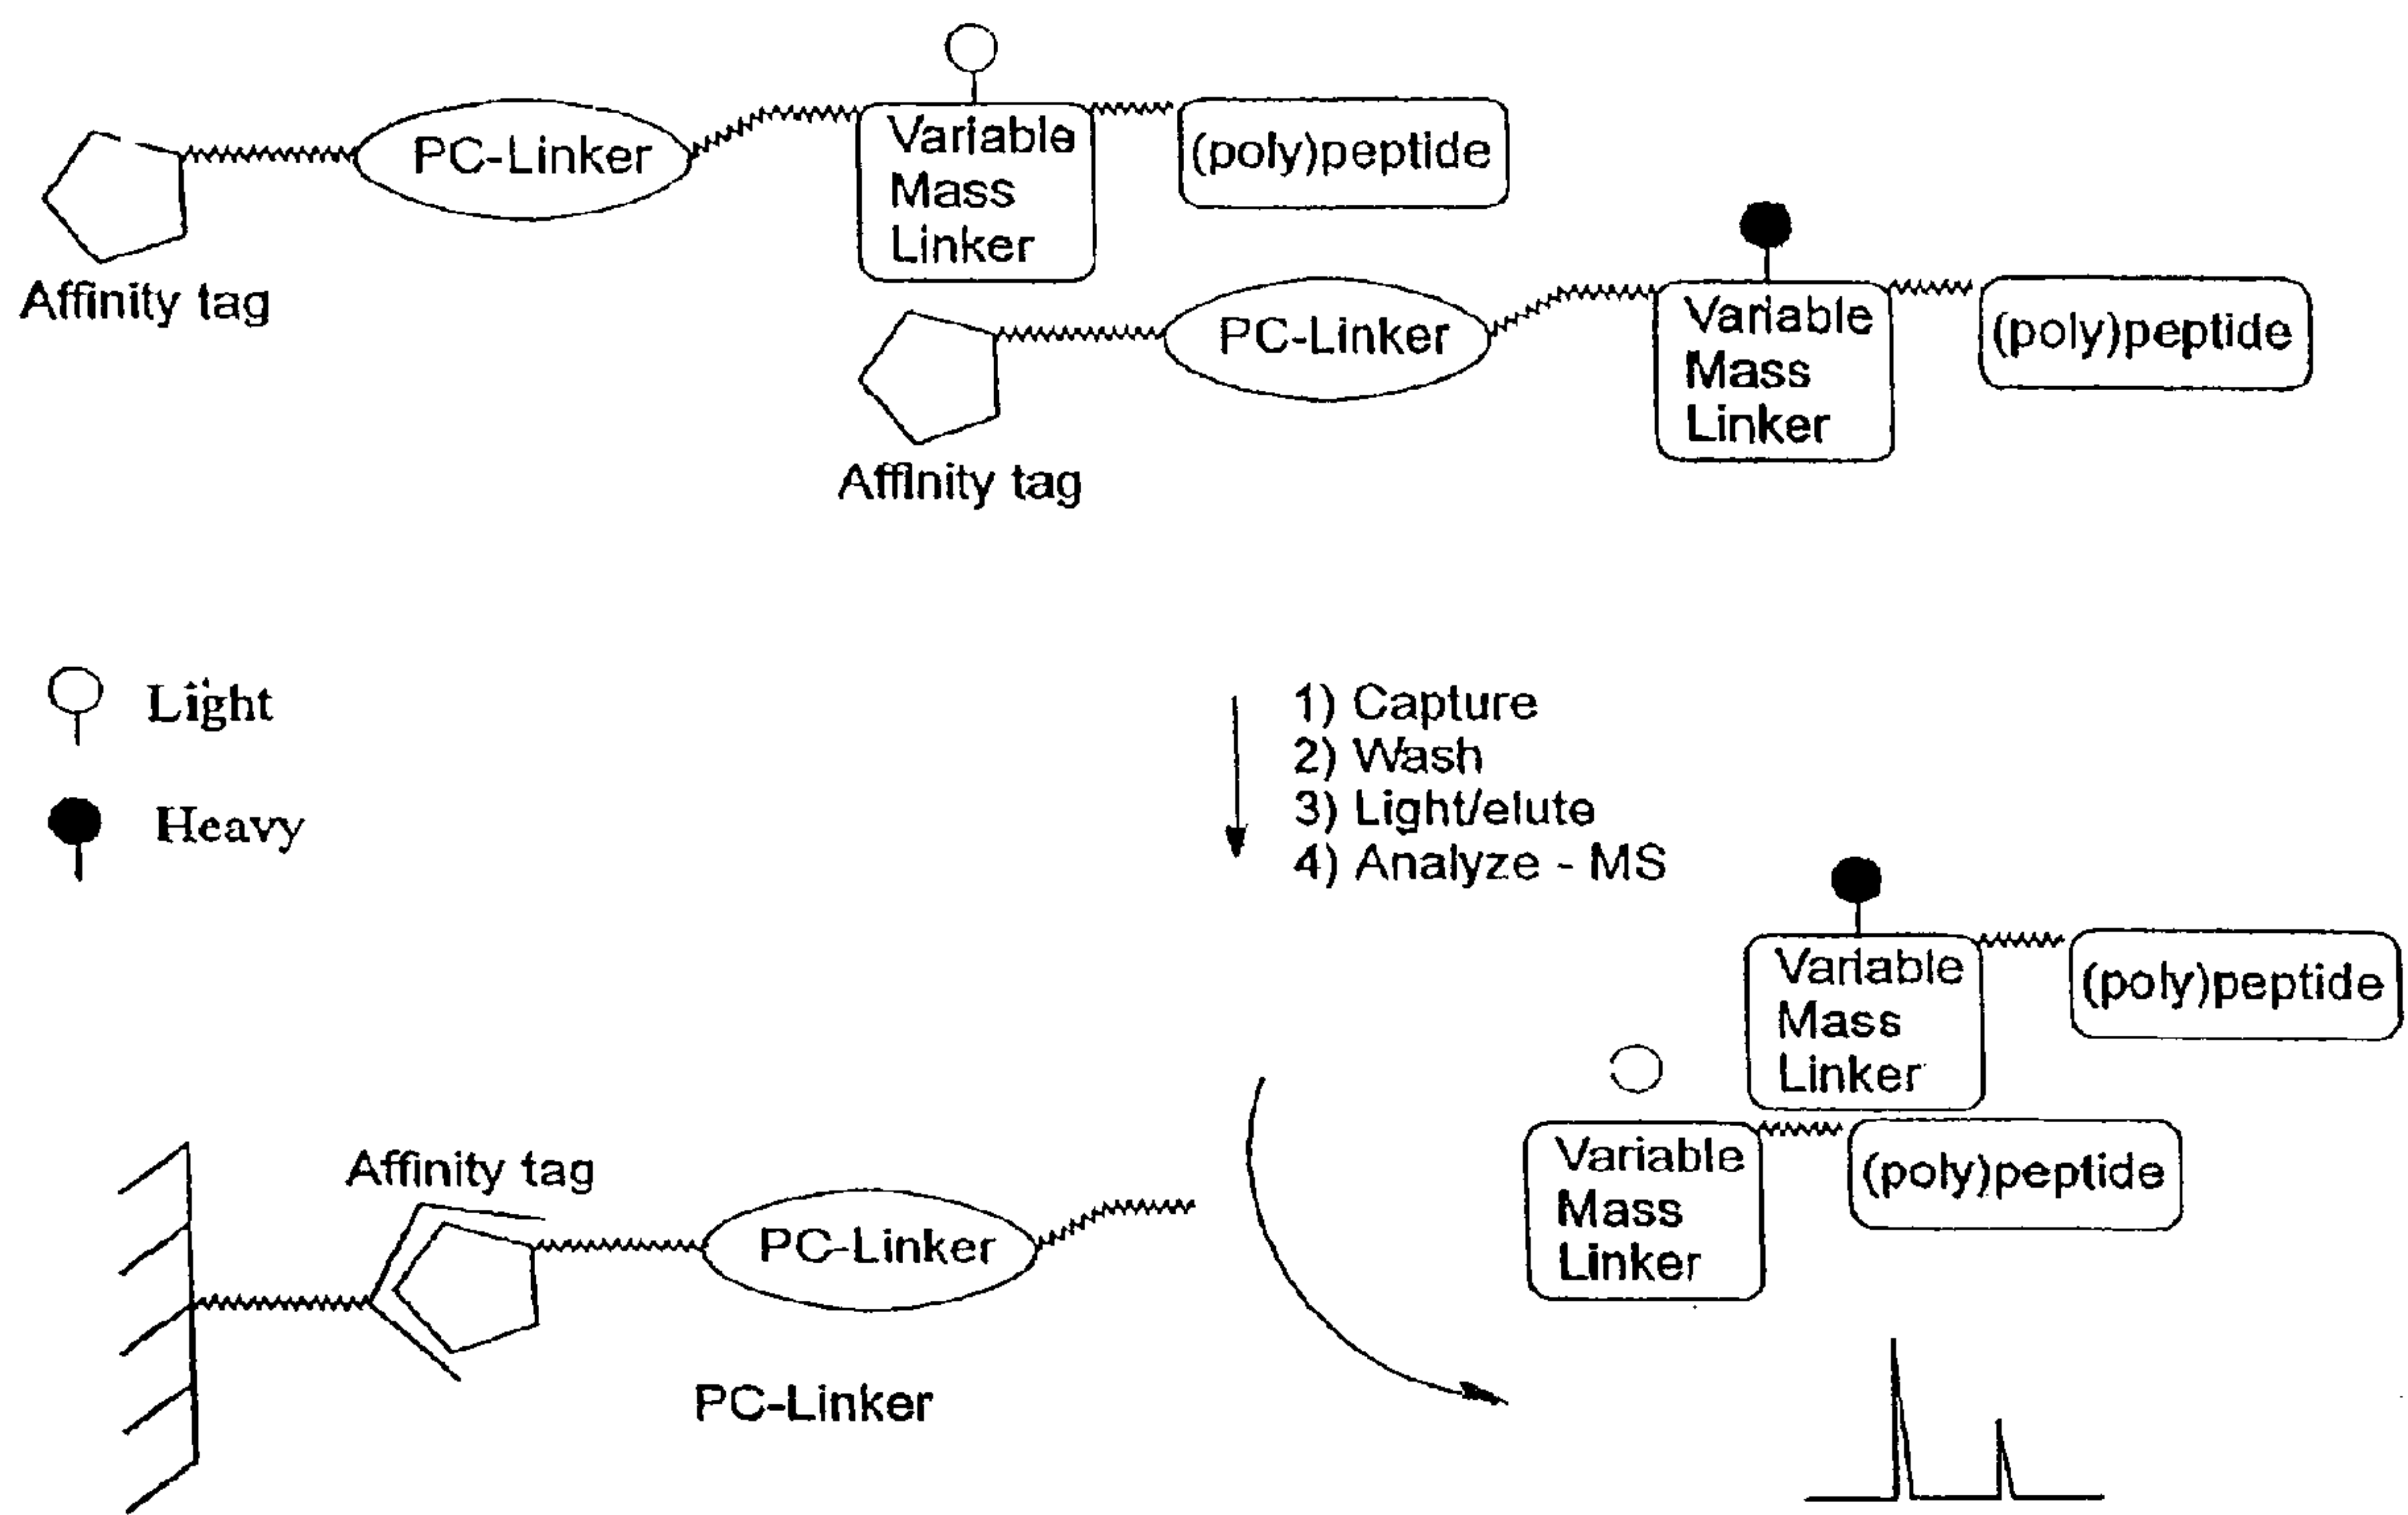 PC-Linker
Variable
Mass
Linker
(poly)peptide
Affinity tag
PC-Linker
Variable
Mass
Linker
(poly)peptide
Affinity tag
Light
Heavy
1) Capture
2) Wash
3) Light/elute
4) Analyze - MS
Variable
Mass
Linker
(poly)peptide
Affinity tag
PC-Linker
Variable
Mass
Linker
(poly)peptide
PC-Linker